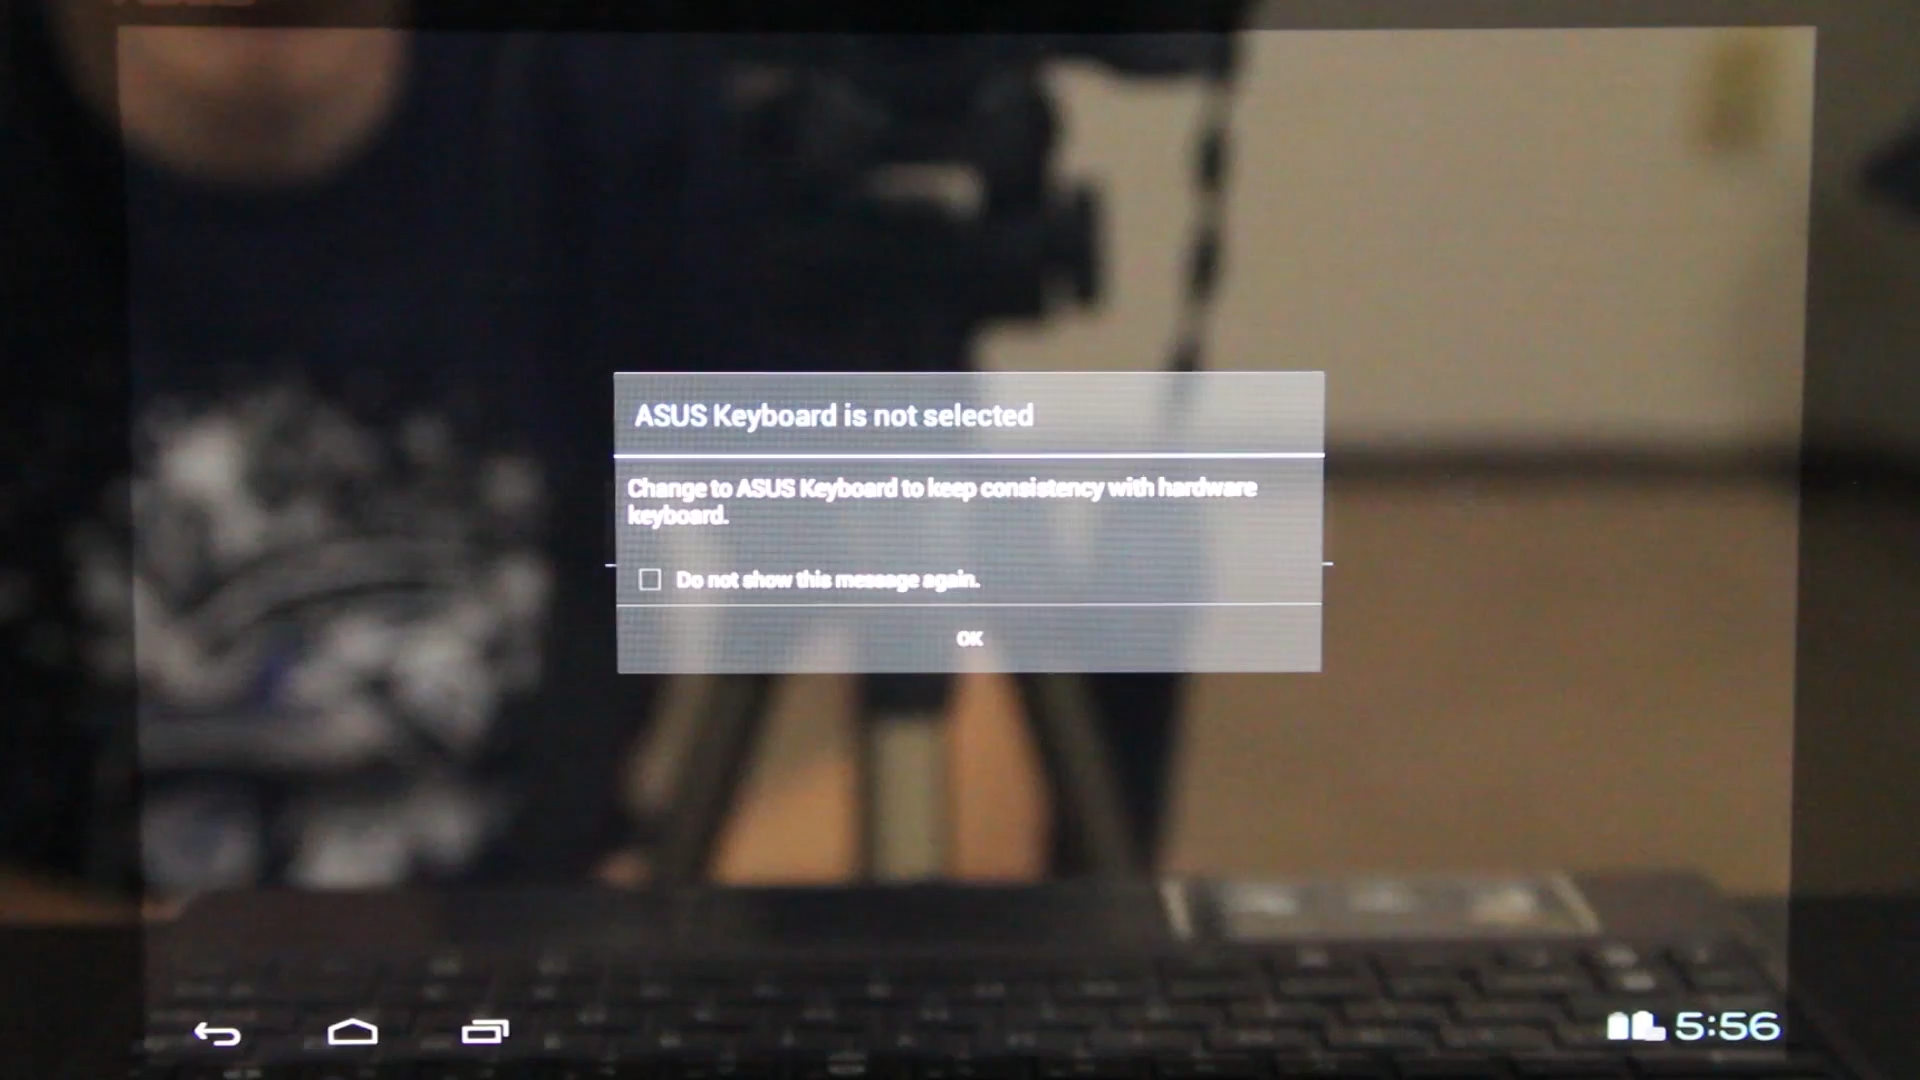 ASUS Keyboard is not selected
Change to ASUS Keyboard to keep consistency with hardware
keyboard.
Do not show this message again.
OK
5:56